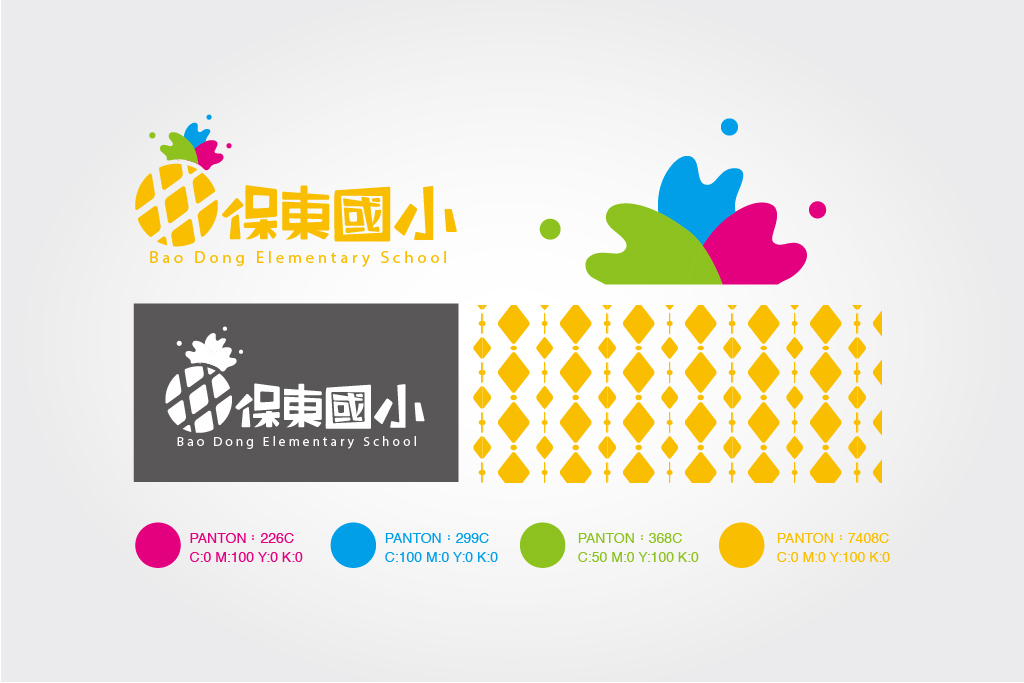 保東國小
Bao Dong Elementary School
保東國小
Bao Dong Elementary School
PANTON：226C
C:0 M:100 Y:0 K:0
PANTON：299C
C:100 M:0 Y:0 K:0
PANTON：368C
C:50 M:0 Y:100 K:0
PANTON：7408C
C:0 M:0 Y:100 K:0